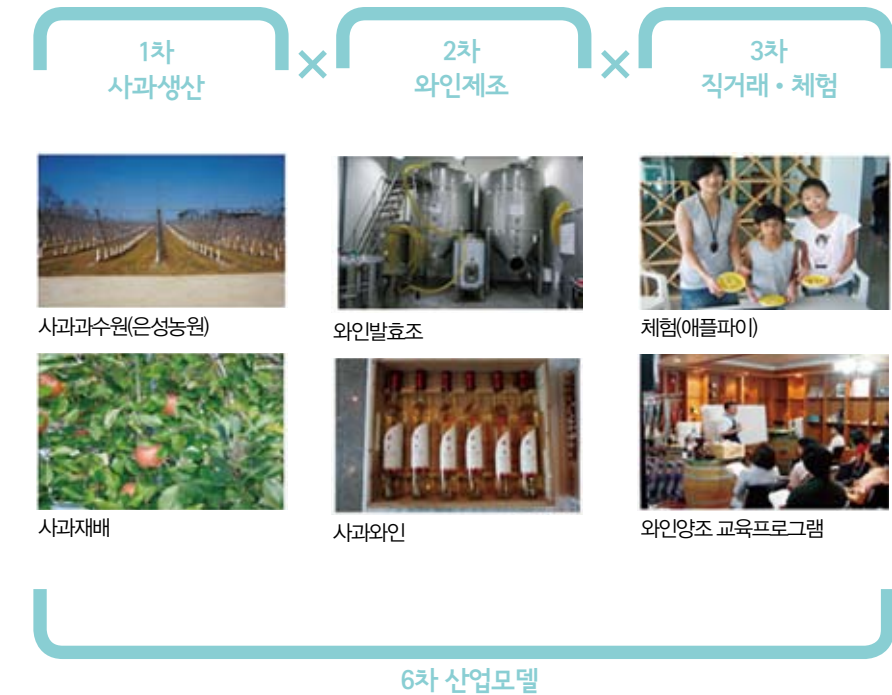 1차
사과생산
×
2차
와인제조
×
3차
직거래·체험
사과과수원(은성농원)
와인발효조
체험(애플파이)
사과재배
사과와인
와인양조 교육프로그램
6차 산업모델